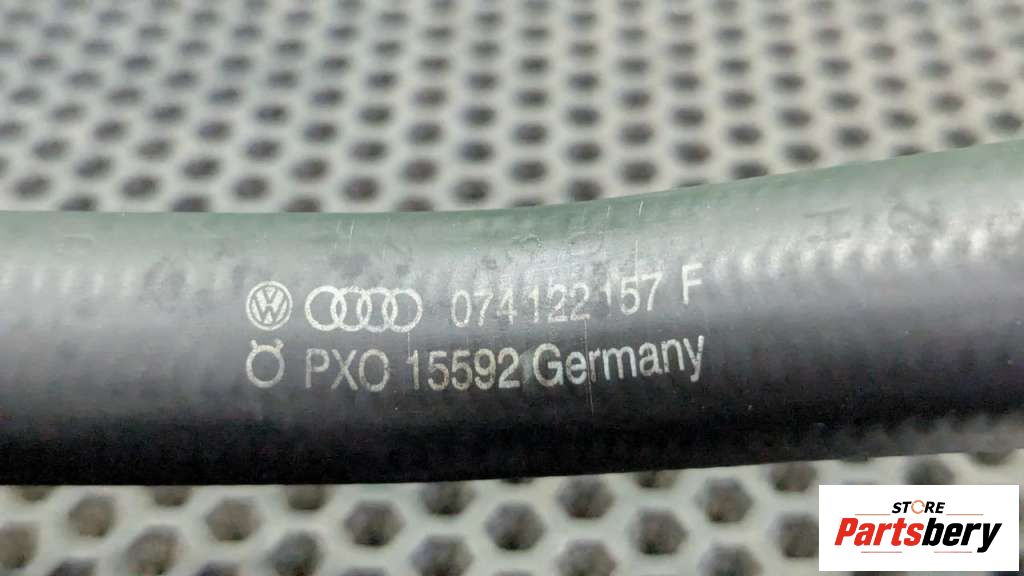 074 122 157 F
PXO 15592 Germany
STORE
Partsbery